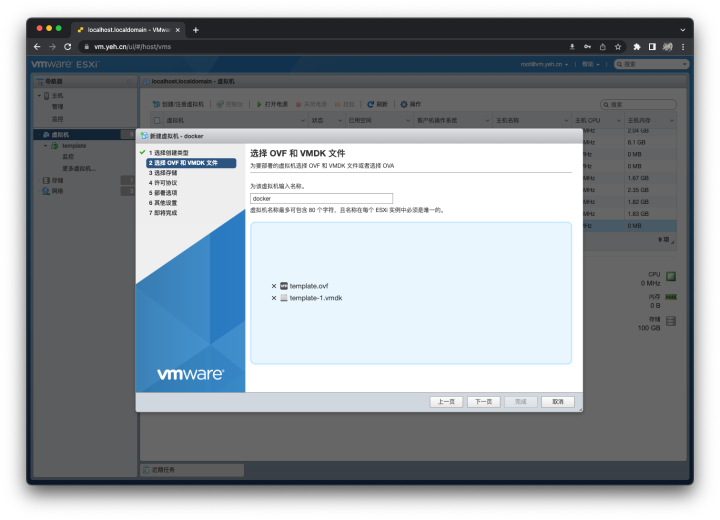 localhost.localdomain - VMwar
vm.yeh.cn/ui/#/host/vms
vmware ESXi
root@vm.yeh.cn
帮助
搜索
导航器
localhost.localdomain - 虚拟机
主机
管理
监控
虚拟机
template
监控
更多虚拟机...
存储
网络
创建/注册虚拟机
控制台
打开电源
关闭电源
挂起
刷新
操作
搜索
虚拟机
状态
已用空间
客户机操作系统
主机名称
主机 CPU
主机内存
MHz
2.04 GB
MHz
6.1 GB
MHz
0 MB
MHz
0 MB
MHz
1.67 GB
MHz
2.35 GB
MHz
1.82 GB
MHz
1.83 GB
MHz
0 MB
9 项
CPU
0 MHz
内存
0 B
存储
100 GB
新建虚拟机 - docker
1 选择创建类型
2 选择 OVF 和 VMDK 文件
3 选择存储
4 许可协议
5 部署选项
6 其他设置
7 即将完成
vmware
选择 OVF 和 VMDK 文件
为要部署的虚拟机选择 OVF 和 VMDK 文件或者选择 OVA
为该虚拟机输入名称。
docker
虚拟机名称最多可包含 80 个字符，且名称在每个 ESXi 实例中必须是唯一的。
template.ovf
template-1.vmdk
上一页
下一页
完成
取消
近期任务